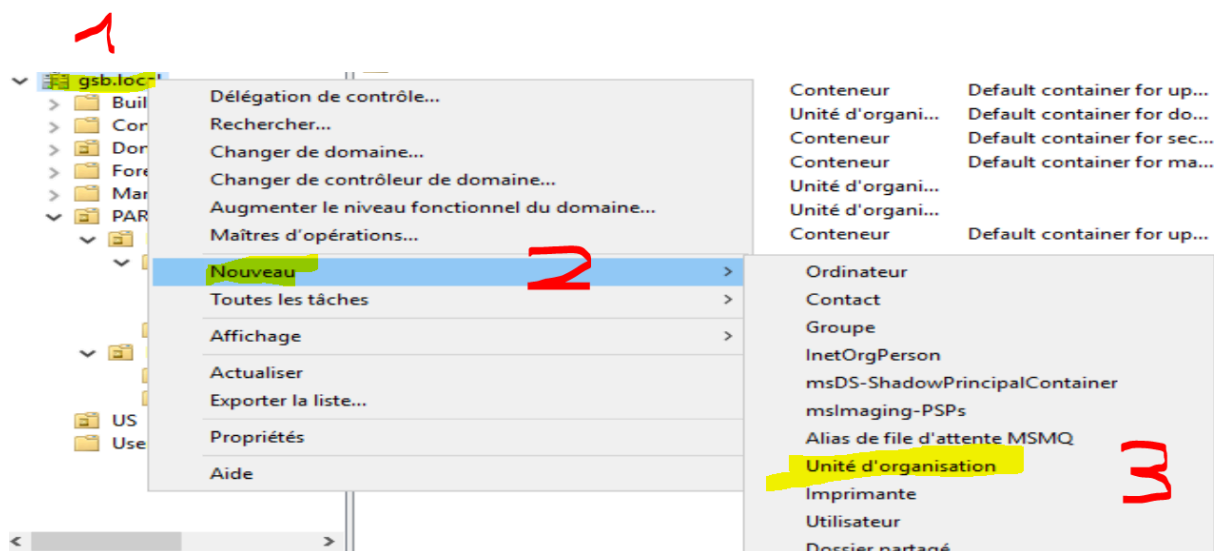 1
gsb.local
Buil
Cor
Dor
Fore
Mar
PAR
US
Use
Délégation de contrôle...
Rechercher...
Changer de domaine...
Changer de contrôleur de domaine...
Augmenter le niveau fonctionnel du domaine...
Maîtres d'opérations...
Nouveau
2
Toutes les tâches
Affichage
Actualiser
Exporter la liste...
Propriétés
Aide
Conteneur Default container for up...
Unité d'organi... Default container for do...
Conteneur Default container for sec...
Conteneur Default container for ma...
Unité d'organi...
Unité d'organi...
Conteneur Default container for up...
Ordinateur
Contact
Groupe
InetOrgPerson
msDS-ShadowPrincipalContainer
msImaging-PSPs
Alias de file d'attente MSMQ
Unité d'organisation
3
Imprimante
Utilisateur
Dossier partagé